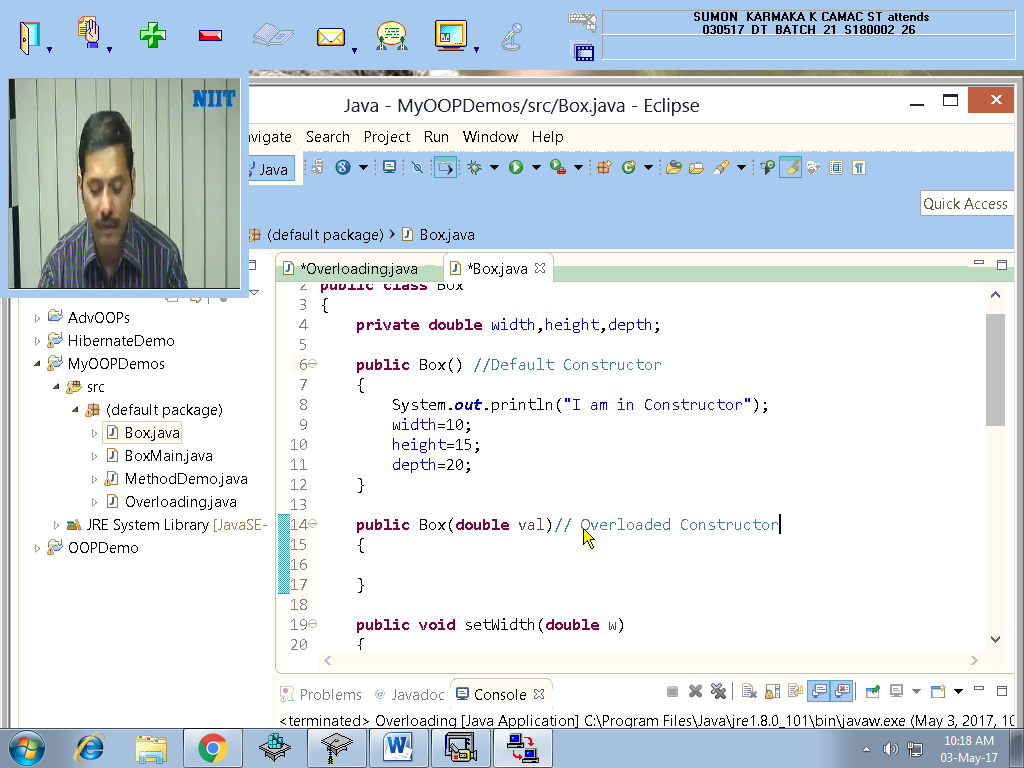 SUMON KARMAKA K CAMAC ST attends
030517_DT_BATCH_21_S180002_26
NIIT
Java - MyOOPDemos/src/Box.java - Eclipse
avigate Search Project Run Window Help
Java
Quick Access
(default package) Box.java
*Overloading.java *Box.java
AdvOOPs
HibernateDemo
MyOOPDemos
src
(default package)
Box.java
BoxMain.java
MethodDemo.java
Overloading.java
JRE System Library [JavaSE-
OOPDemo
2 public class Box
3 {
4 private double width,height,depth;
5
6 public Box() //Default Constructor
7 {
8 System.out.println("I am in Constructor");
9 width=10;
10 height=15;
11 depth=20;
12 }
13
14 public Box(double val)// Overloaded Constructor
15 {
16
17 }
18
19 public void setWidth(double w)
20 {
Problems Javadoc Console
<terminated> Overloading [Java Application] C:\Program Files\Java\jre1.8.0_101\bin\javaw.exe (May 3, 2017, 10
10:18 AM
03-May-17